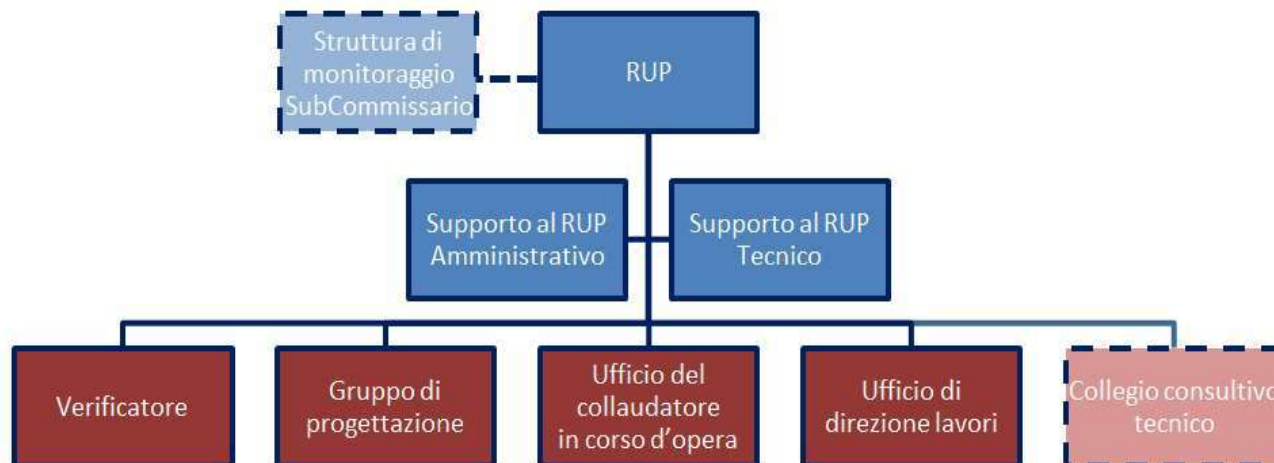 Struttura di
monitoraggio
SubCommissario
RUP
Supporto al RUP
Amministrativo
Supporto al RUP
Tecnico
Verificatore
Gruppo di
progettazione
Ufficio del
collaudatore
in corso d'opera
Ufficio di
direzione lavori
Collegio consultivo
tecnico